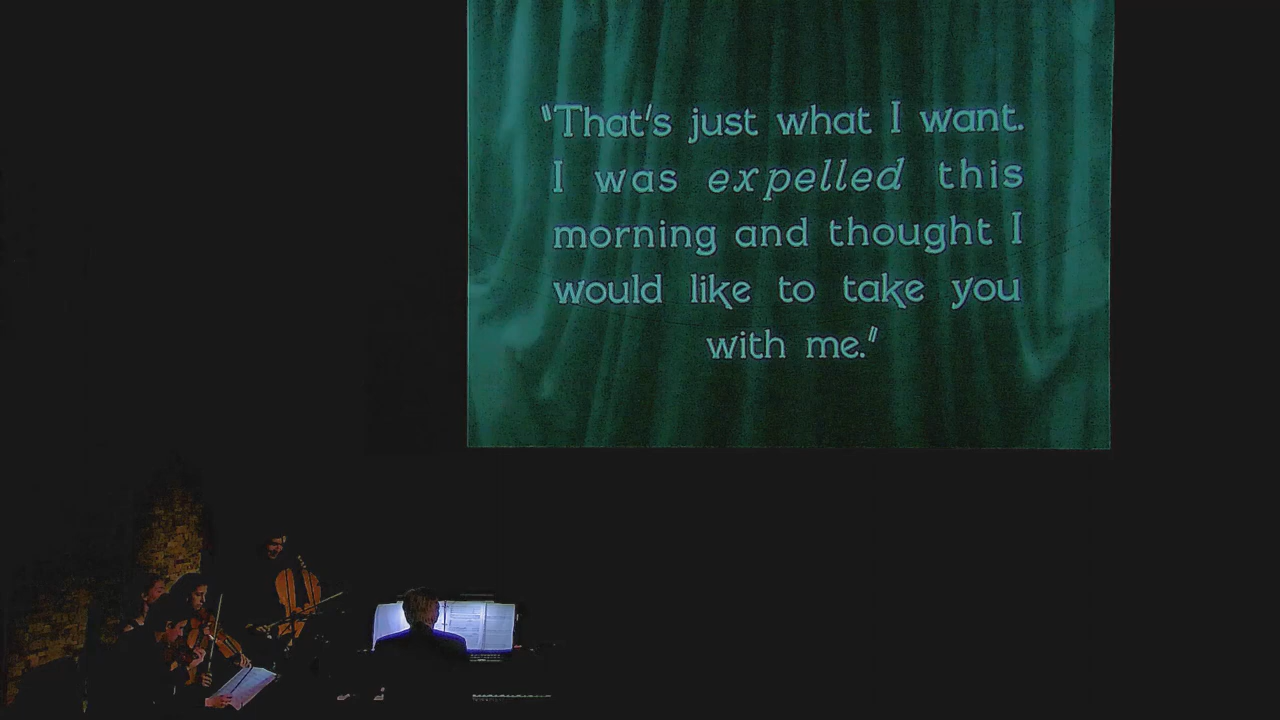 "That's just what I want.
I was expelled this
morning and thought I
would like to take you
with me."